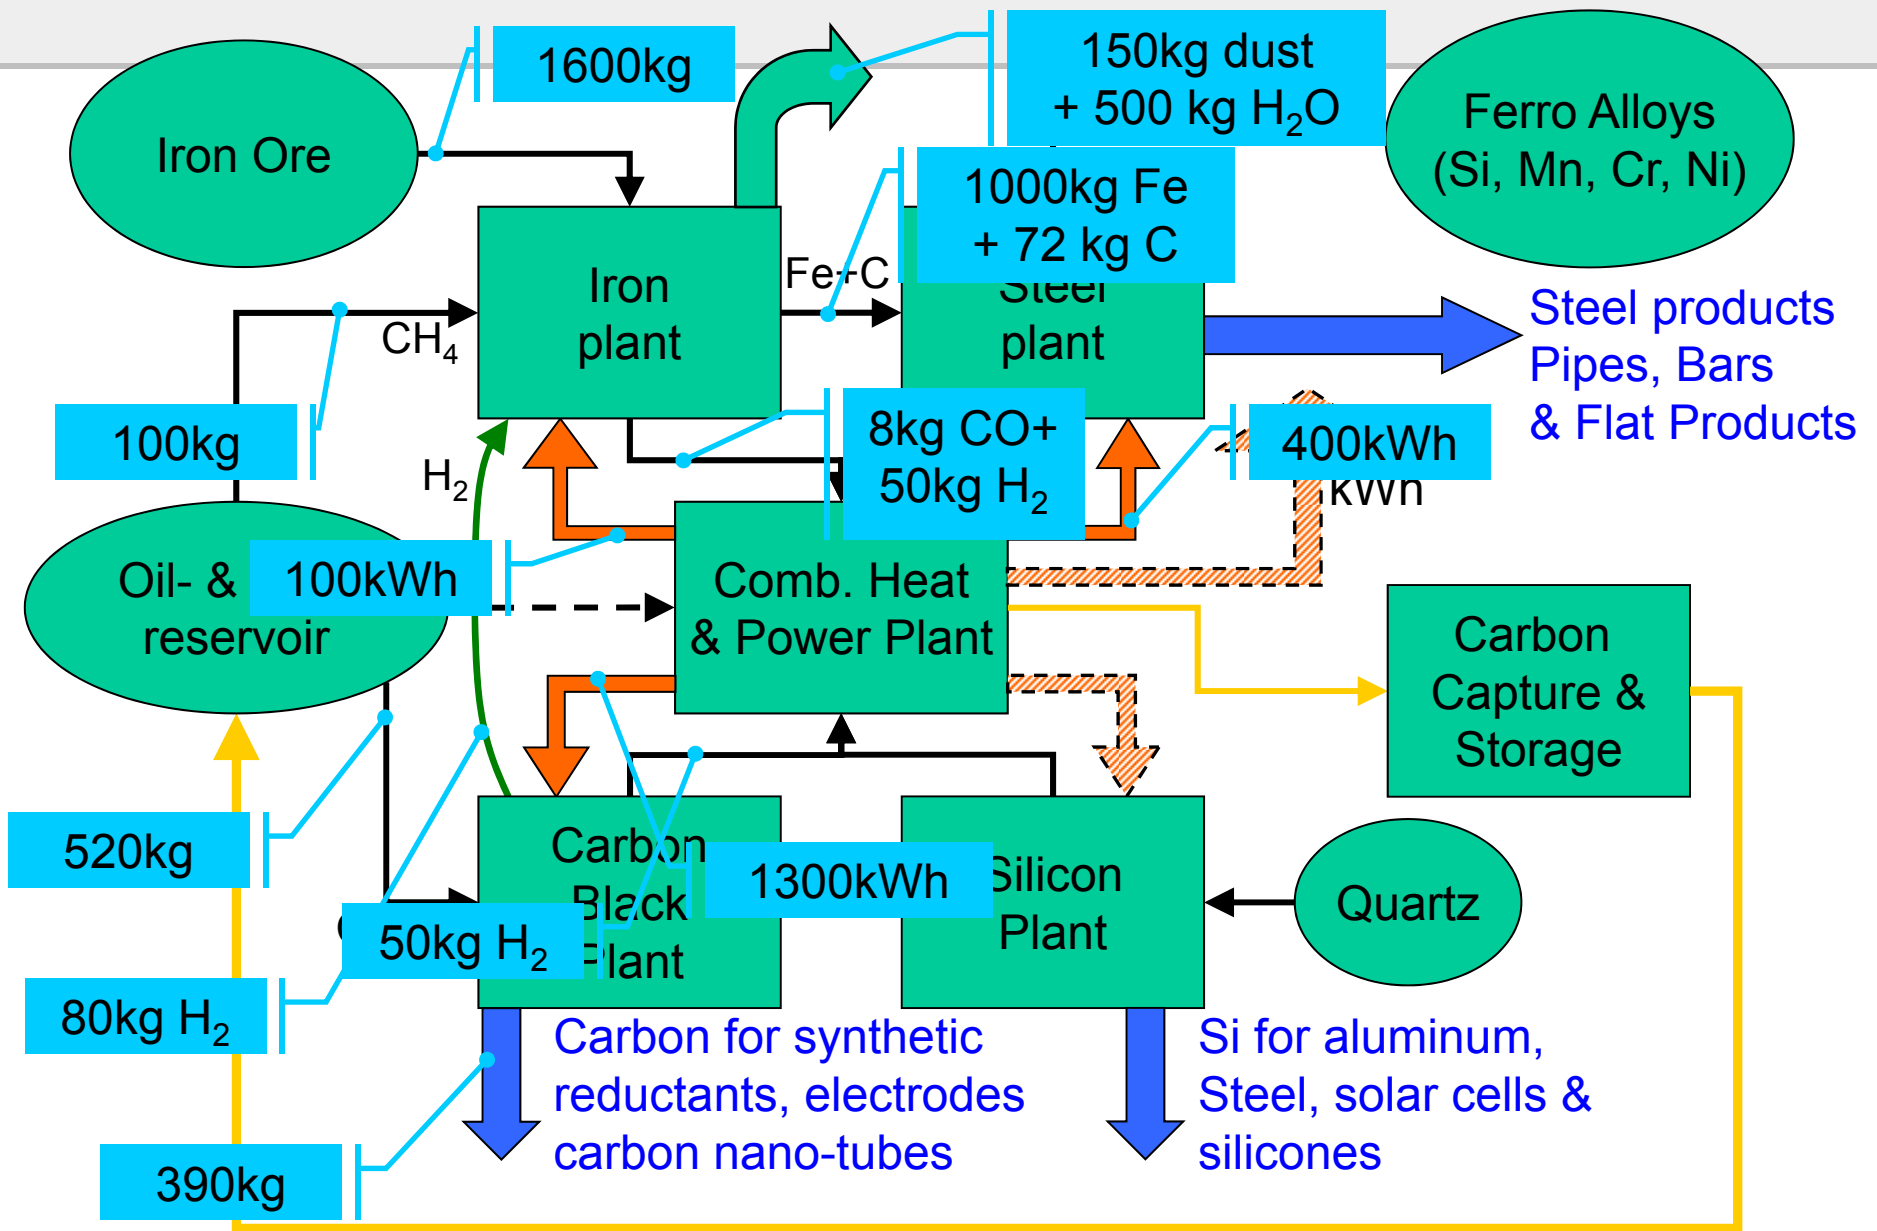 1600kg
150kg dust
+ 500 kg H₂O
Iron Ore
Ferro Alloys
(Si, Mn, Cr, Ni)
1000kg Fe
+ 72 kg C
Iron
plant
Fe+C
Steel
plant
CH₄
Steel products
Pipes, Bars
& Flat Products
100kg
H₂
8kg CO+
50kg H₂
400kWh
kWh
Oil- &
reservoir
100kWh
Comb. Heat
& Power Plant
Carbon
Capture &
Storage
520kg
Carbon
Black
Plant
1300kWh
Silicon
Plant
Quartz
50kg H₂
80kg H₂
Carbon for synthetic
reductants, electrodes
carbon nano-tubes
Si for aluminum,
Steel, solar cells &
silicones
390kg